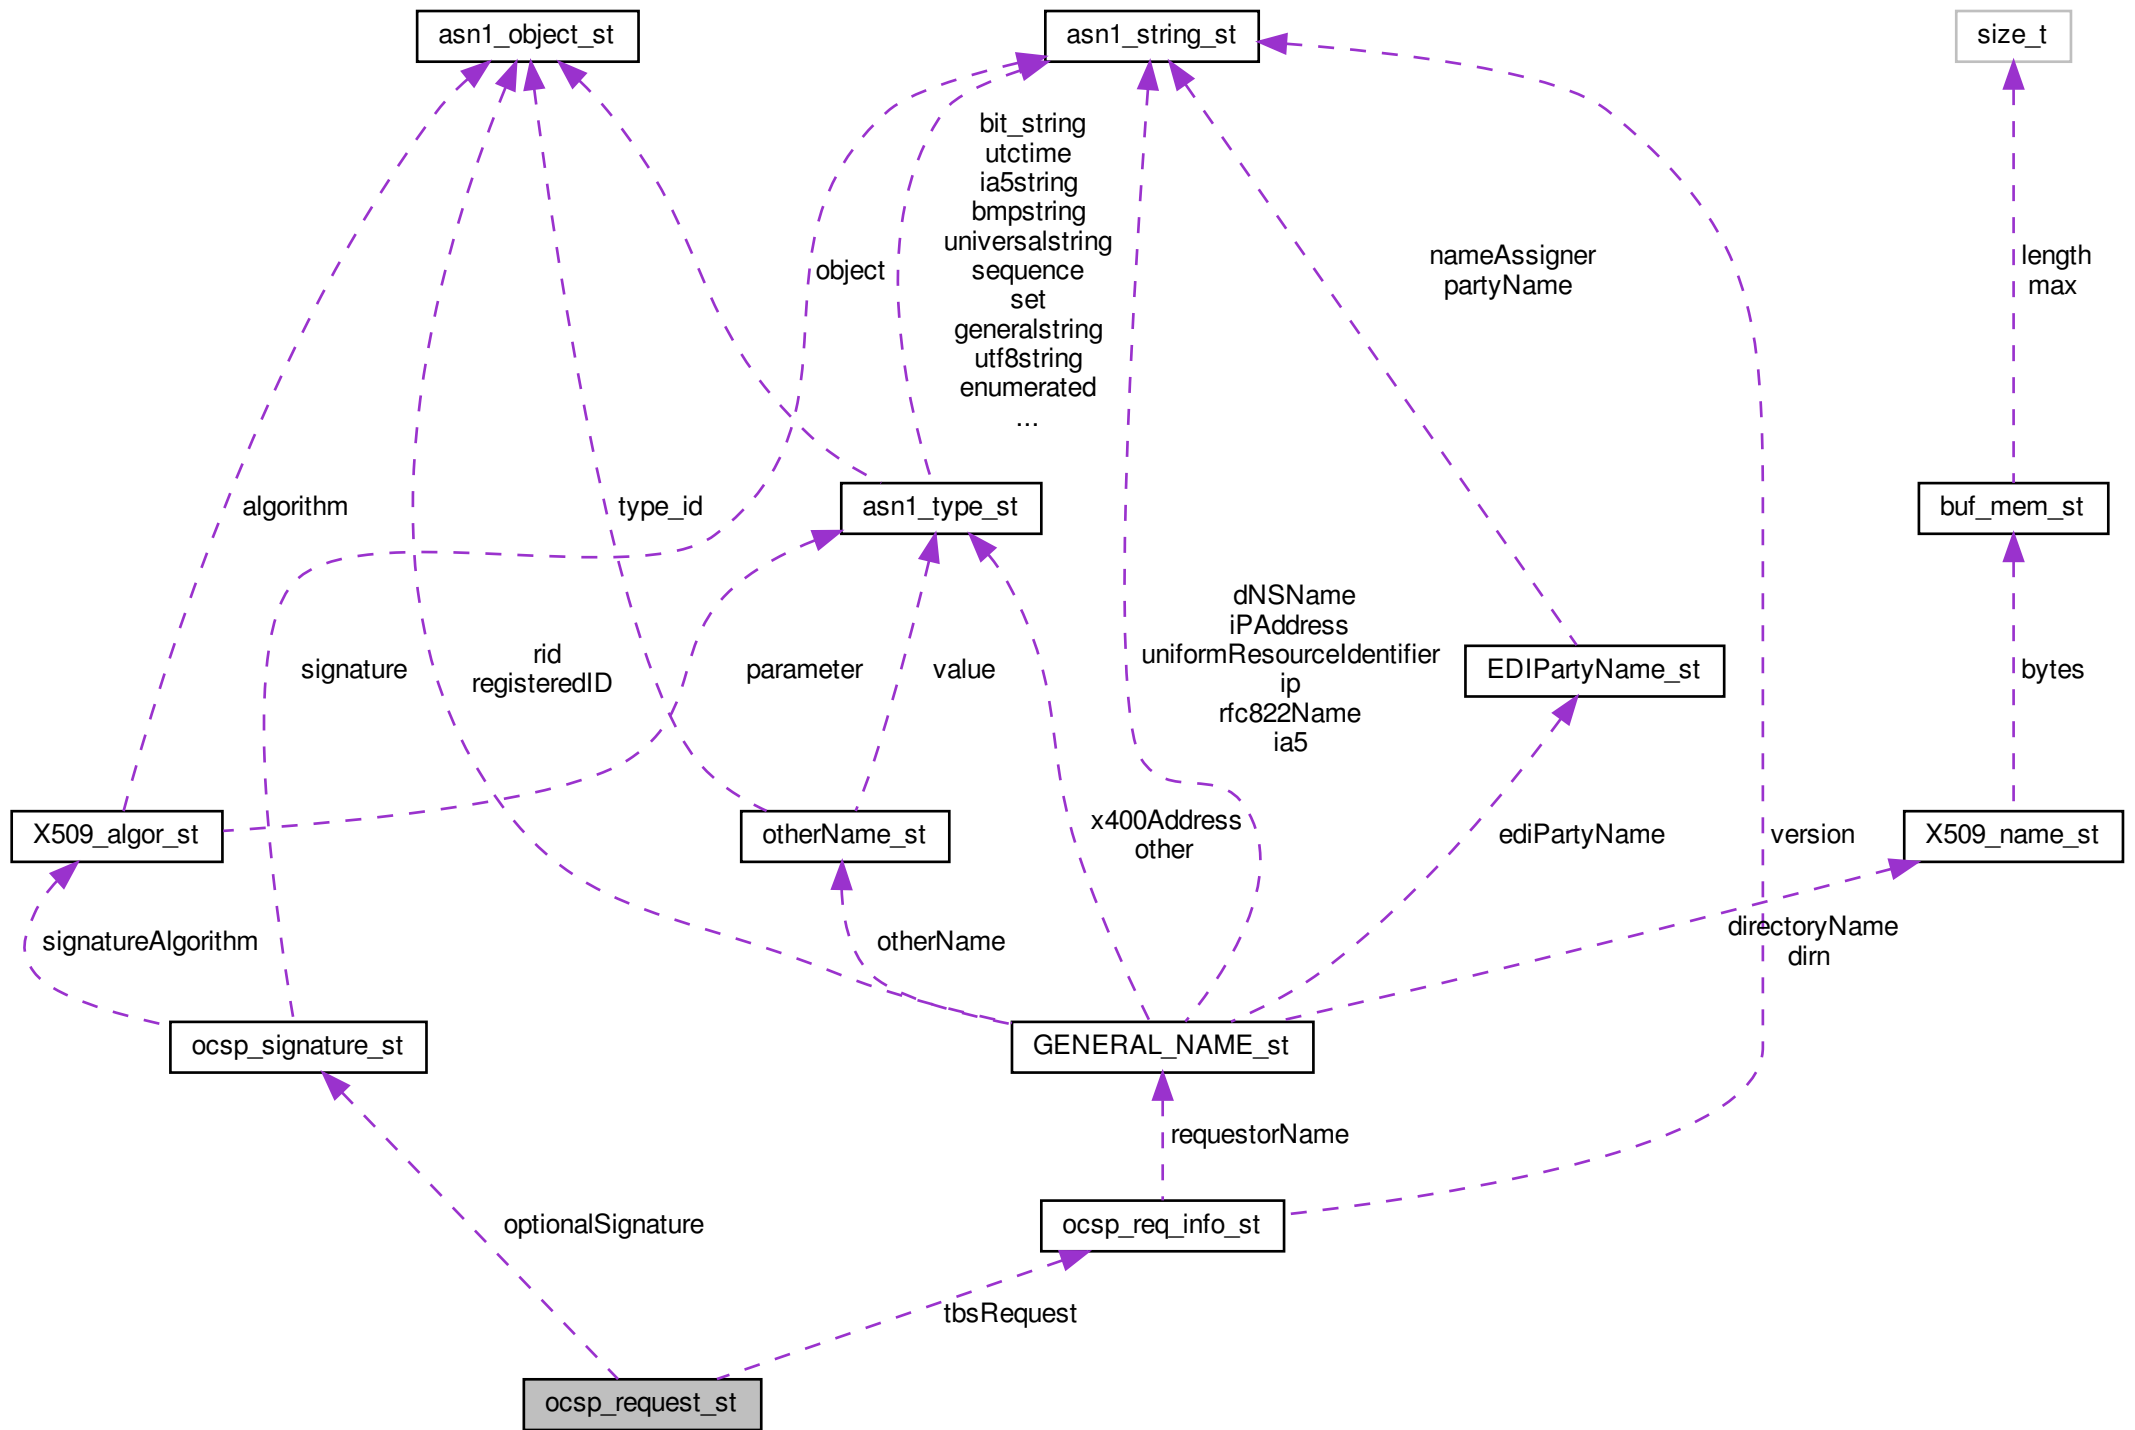 asn1_object_st
asn1_string_st
size_t
bit_string
utctime
ia5string
bmpstring
universalstring
sequence
set
generalstring
utf8string
enumerated
...
object
nameAssigner
partyName
length
max
algorithm
type_id
asn1_type_st
buf_mem_st
signature
rid
registeredID
parameter
value
dNSName
iPAddress
uniformResourceIdentifier
ip
rfc822Name
ia5
EDIPartyName_st
bytes
X509_algor_st
otherName_st
x400Address
other
ediPartyName
version
X509_name_st
signatureAlgorithm
otherName
directoryName
dirn
ocsp_signature_st
GENERAL_NAME_st
requestorName
optionalSignature
ocsp_req_info_st
tbsRequest
ocsp_request_st